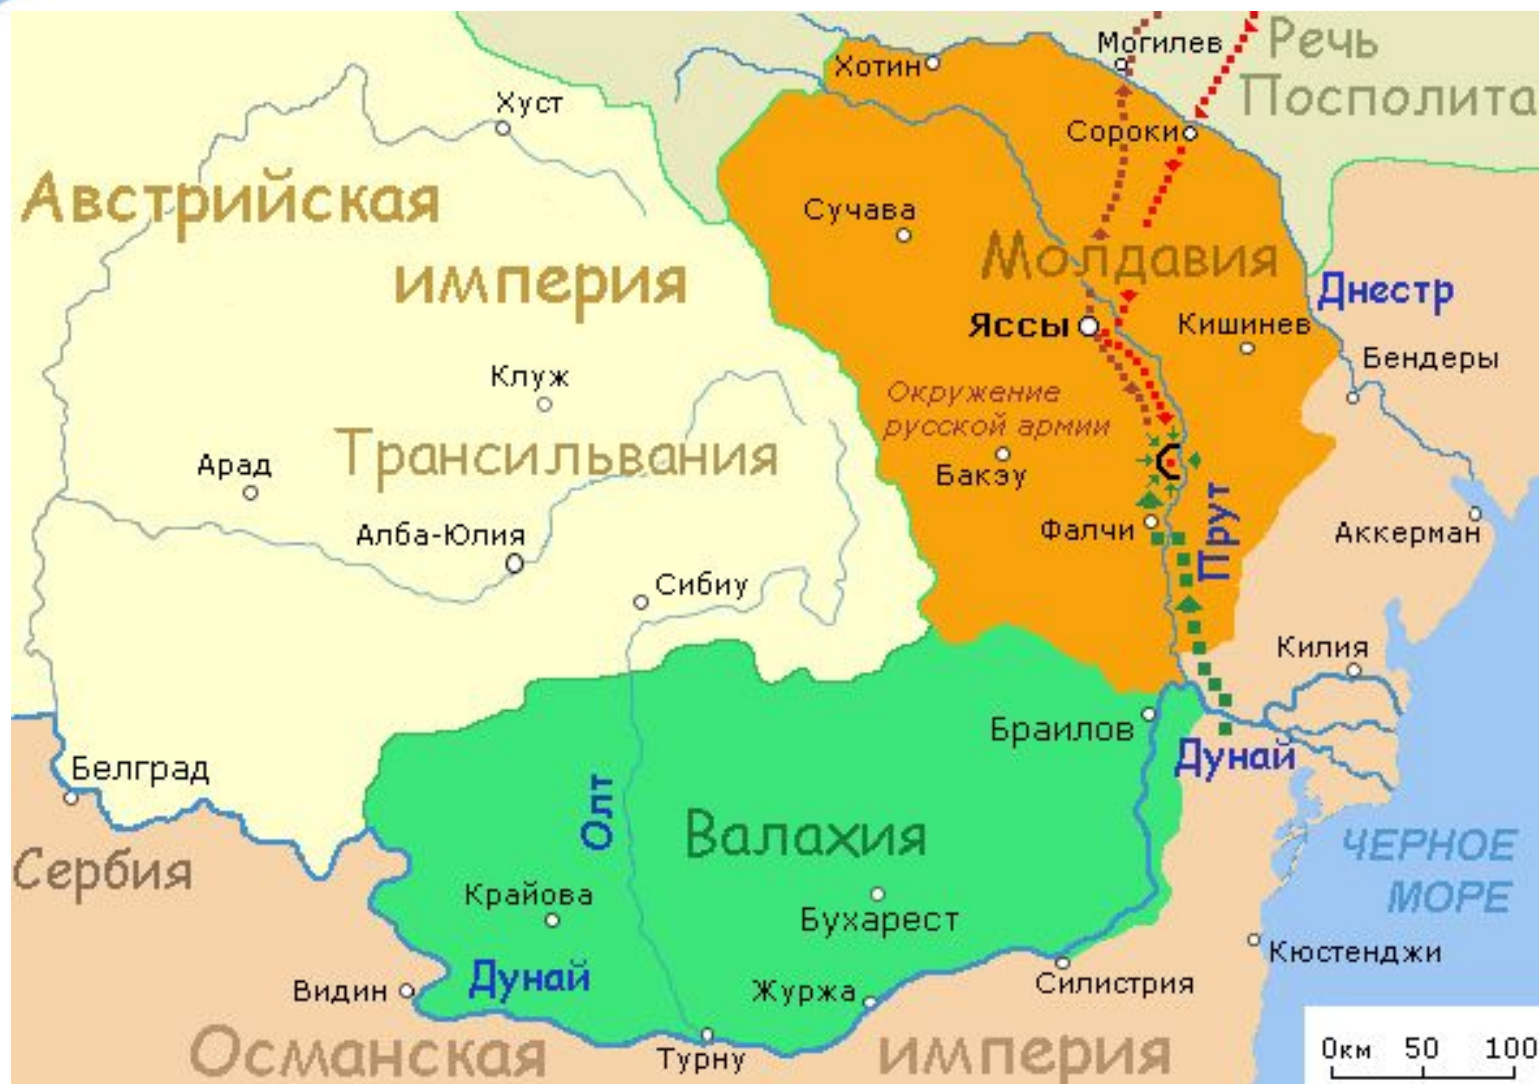 Речь
Посполита
Могилев
Хотин
Хуст
Сороки
Австрийская
империя
Сучава
Молдавия
Днестр
Яссы
Кишинев
Бендеры
Клуж
Окружение
русской армии
Трансильвания
Арад
Бакэу
Прут
Алба-Юлия
Фалчи
Аккерман
Сибиу
Килия
Браилов
Дунай
Белград
Олт
Валахия
Сербия
ЧЕРНОЕ
МОРЕ
Крайова
Бухарест
Кюстенджи
Видин
Дунай
Журжа
Силистрия
Османская империя
Турну
0км 50 100